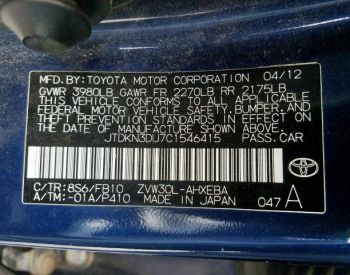 MFD. BY: TOYOTA MOTOR CORPORATION 04/12
GVWR 3980LB GAWR FR 2270LB RR 2175LB
THIS VEHICLE CONFORMS TO ALL APPLICABLE
FEDERAL MOTOR VEHICLE SAFETY, BUMPER, AND
THEFT PREVENTION STANDARDS IN EFFECT ON
THE DATE OF MANUFACTURE SHOWN ABOVE.
JTDKN3DU7C1546415 PASS. CAR
TOYOTA
C/TR: 8S6/FB10 ZVW30L-AHXEBA
A/TM: -01A/P410 MADE IN JAPAN 047 A